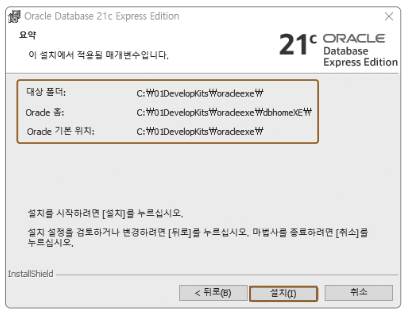 Oracle Database 21c Express Edition
요약
이 설치에서 적용될 매개변수입니다.
21c ORACLE
Database
Express Edition
대상 폴더: C:₩01DevelopKits₩oracleexe₩
Oracle 홈: C:₩01DevelopKits₩oracleexe₩dbhomeXE₩
Oracle 기본 위치: C:₩01DevelopKits₩oracleexe₩
설치를 시작하려면 [설치]를 누르십시오.
설치 설정을 검토하거나 변경하려면 [뒤로]를 누르십시오. 마법사를 종료하려면 [취소]를
누르십시오.
InstallShield
< 뒤로(B) 설치(I) 취소